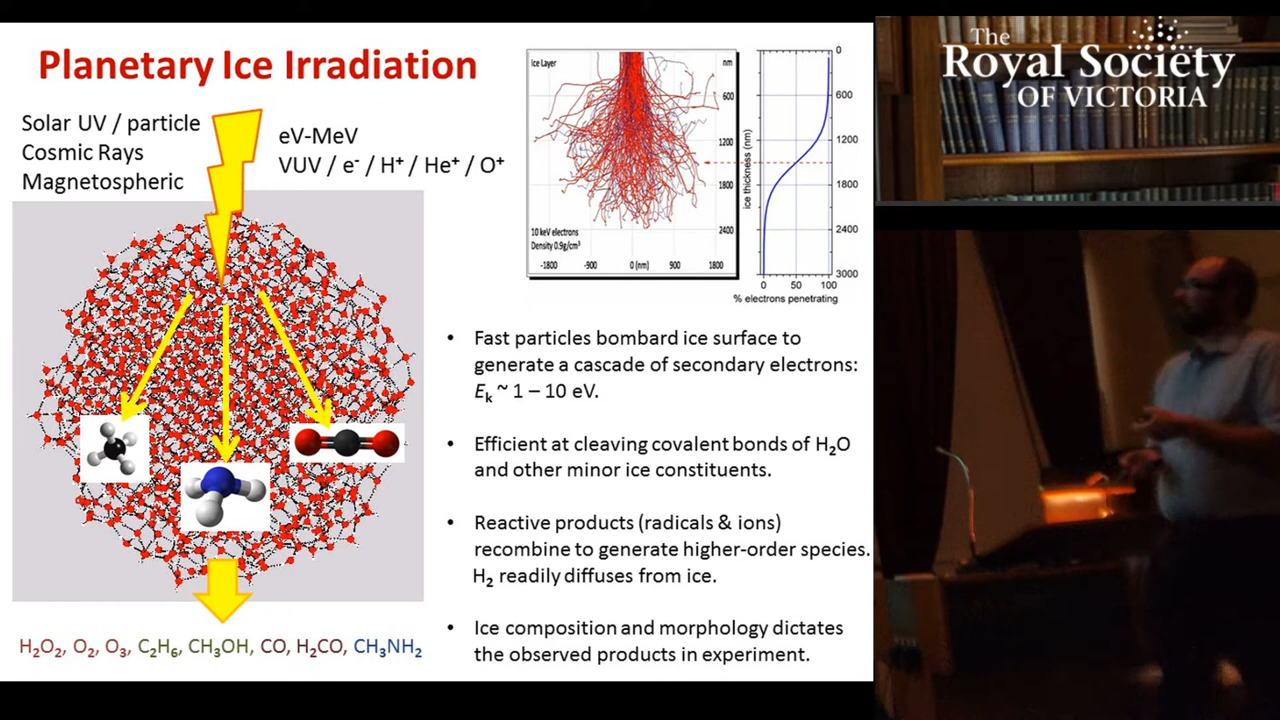 Planetary Ice Irradiation
Solar UV / particle
Cosmic Rays
Magnetospheric
eV-MeV
VUV / e⁻ / H⁺ / He⁺ / O⁺
Ice Layer
nm
600
1200
1800
2400
10 keV electrons
Density 0.9g/cm³
-1800 -900 0 (nm) 900 1800
ice thickness (nm)
0
600
1200
1800
2400
3000
0 50 100
% electrons penetrating
• Fast particles bombard ice surface to
generate a cascade of secondary electrons:
Eₖ ~ 1 – 10 eV.
• Efficient at cleaving covalent bonds of H₂O
and other minor ice constituents.
• Reactive products (radicals & ions)
recombine to generate higher-order species.
H₂ readily diffuses from ice.
• Ice composition and morphology dictates
the observed products in experiment.
H₂O₂, O₂, O₃, C₂H₆, CH₃OH, CO, H₂CO, CH₃NH₂
The
Royal Society
OF VICTORIA